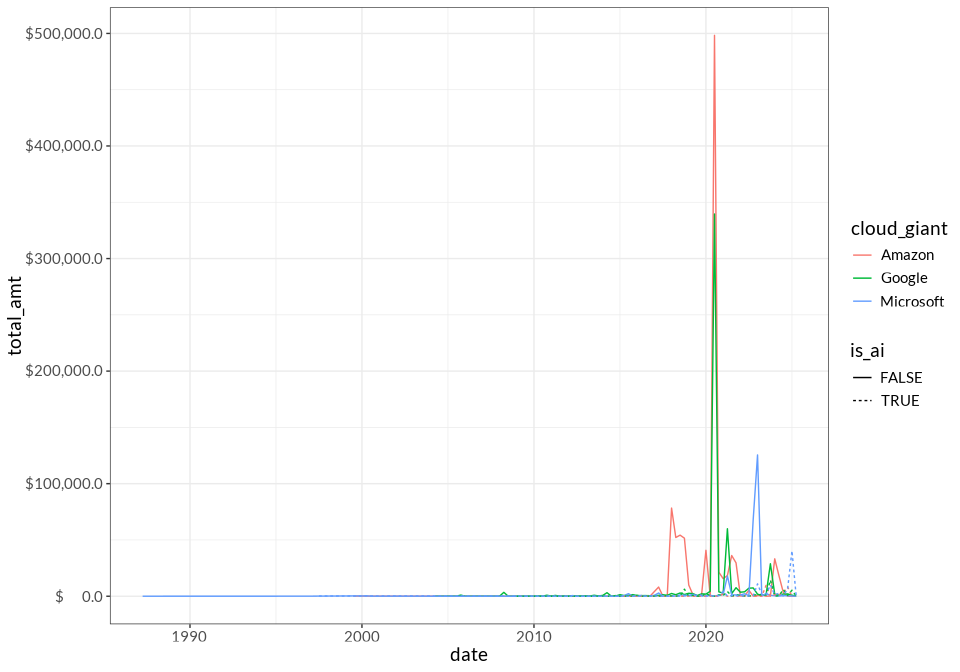 $500,000.0
$400,000.0
$300,000.0
$200,000.0
$100,000.0
$ 0.0
total_amt
1990
2000
2010
2020
date
cloud_giant
Amazon
Google
Microsoft
is_ai
FALSE
TRUE